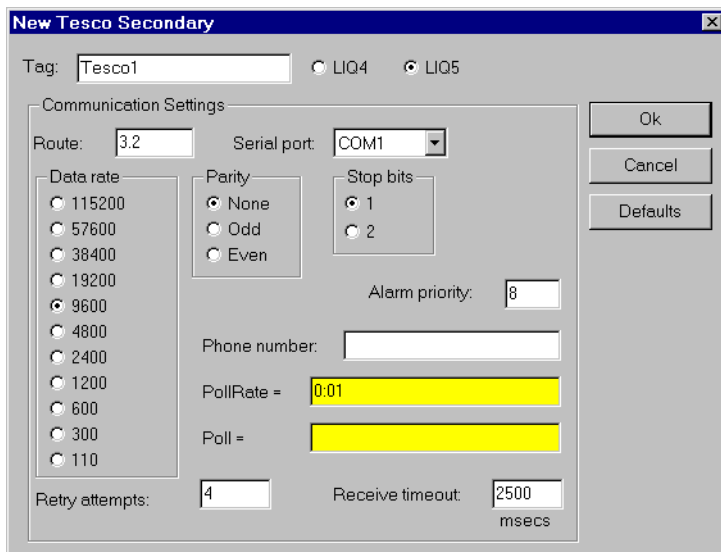 New Tesco Secondary
Tag: Tesco1 LIQ4 LIQ5
Communication Settings
Ok
Route: 3.2 Serial port: COM1
Cancel
Data rate
115200
57600
38400
19200
9600
4800
2400
1200
600
300
110
Parity
None
Odd
Even
Stop bits
1
2
Defaults
Alarm priority: 8
Phone number:
PollRate = 0:01
Poll =
Retry attempts: 4 Receive timeout: 2500
msecs